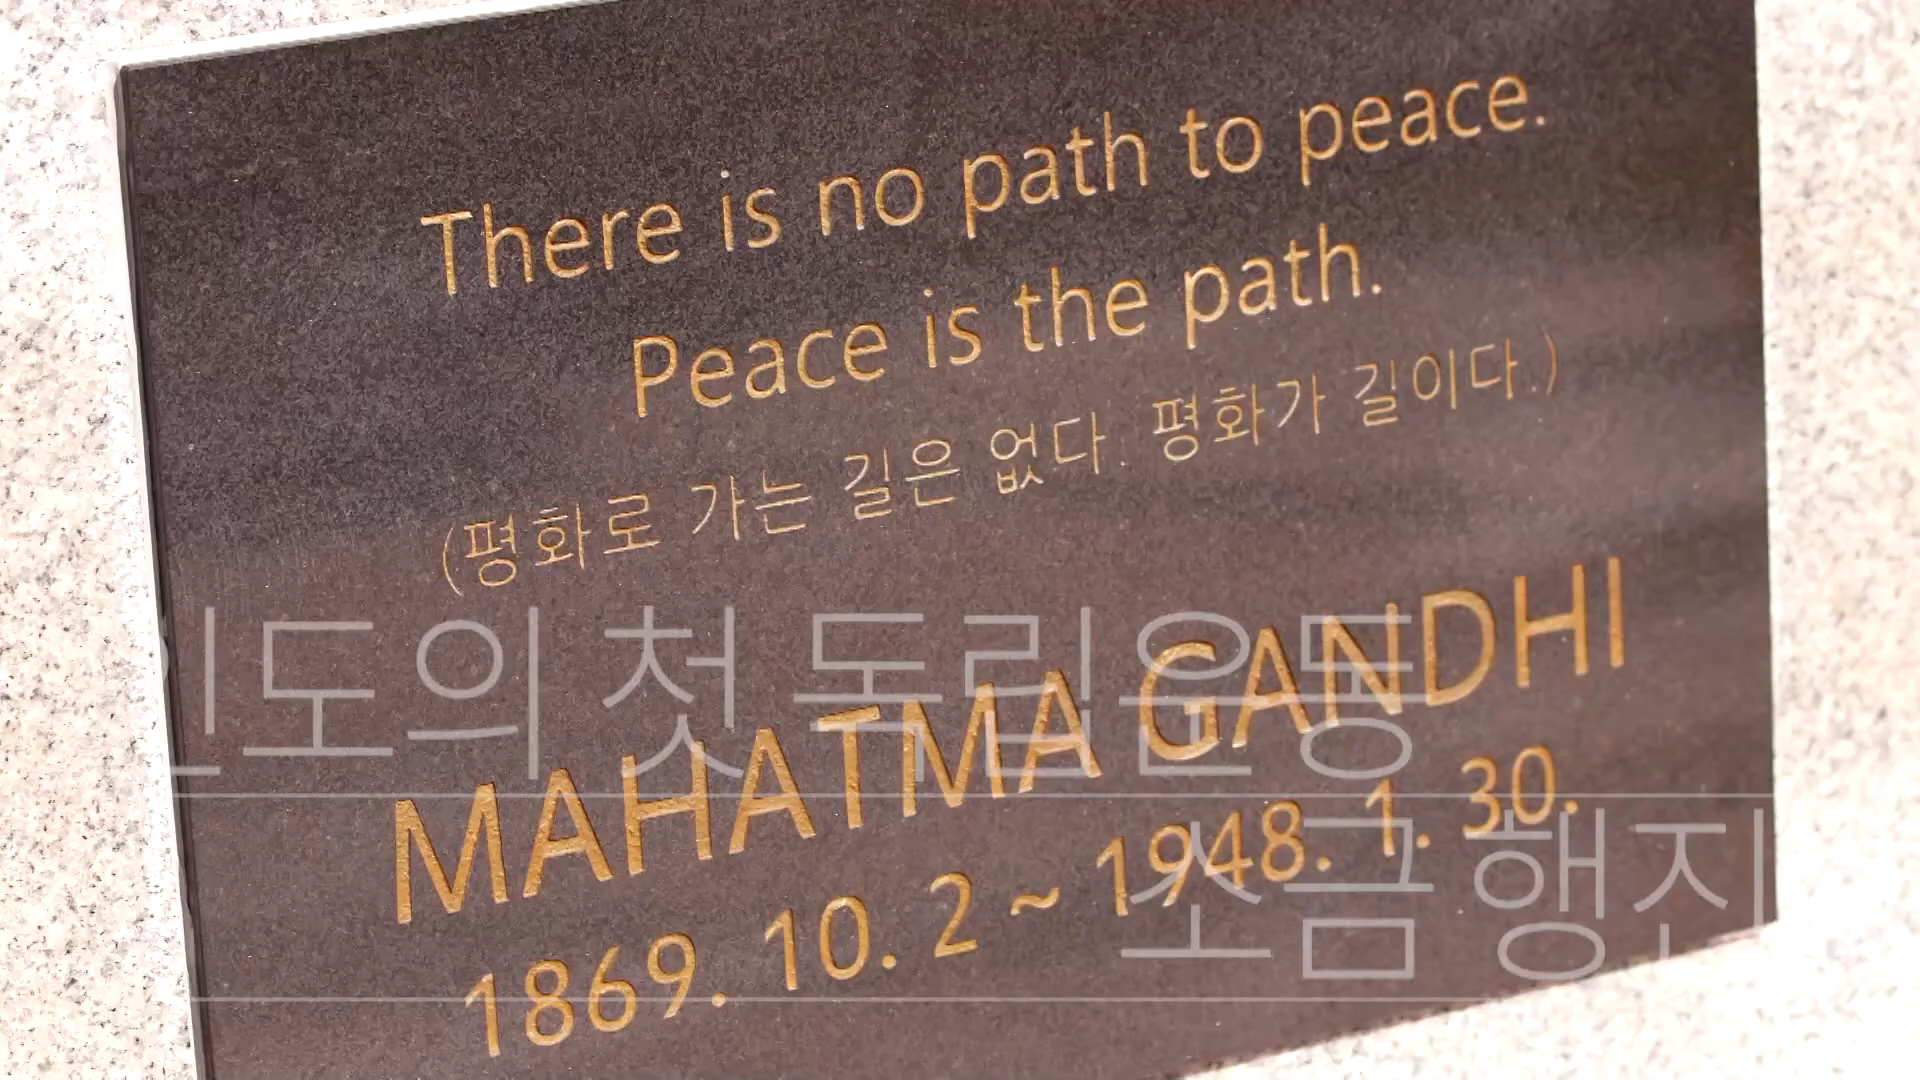 There is no path to peace.
Peace is the path.
(평화로 가는 길은 없다. 평화가 길이다.)
MAHATMA GANDHI
1869. 10. 2 ~ 1948. 1. 30.
인도의 첫 독립운동
소금 행진